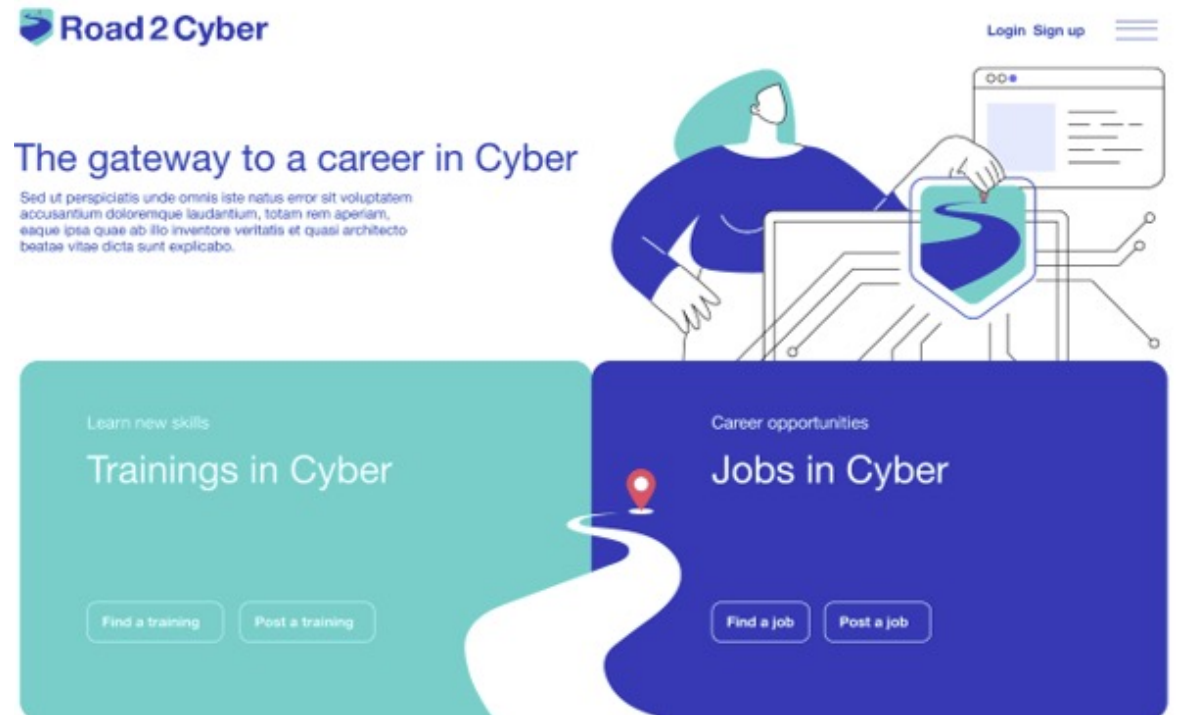 Road 2 Cyber
Login Sign up
The gateway to a career in Cyber
Sed ut perspiciatis unde omnis iste natus error sit voluptatem
accusantium doloremque laudantium, totam rem aperiam,
eaque ipsa quae ab illo inventore veritatis et quasi architecto
beatae vitae dicta sunt explicabo.
Learn new skills
Trainings in Cyber
Find a training
Post a training
Career opportunities
Jobs in Cyber
Find a job
Post a job